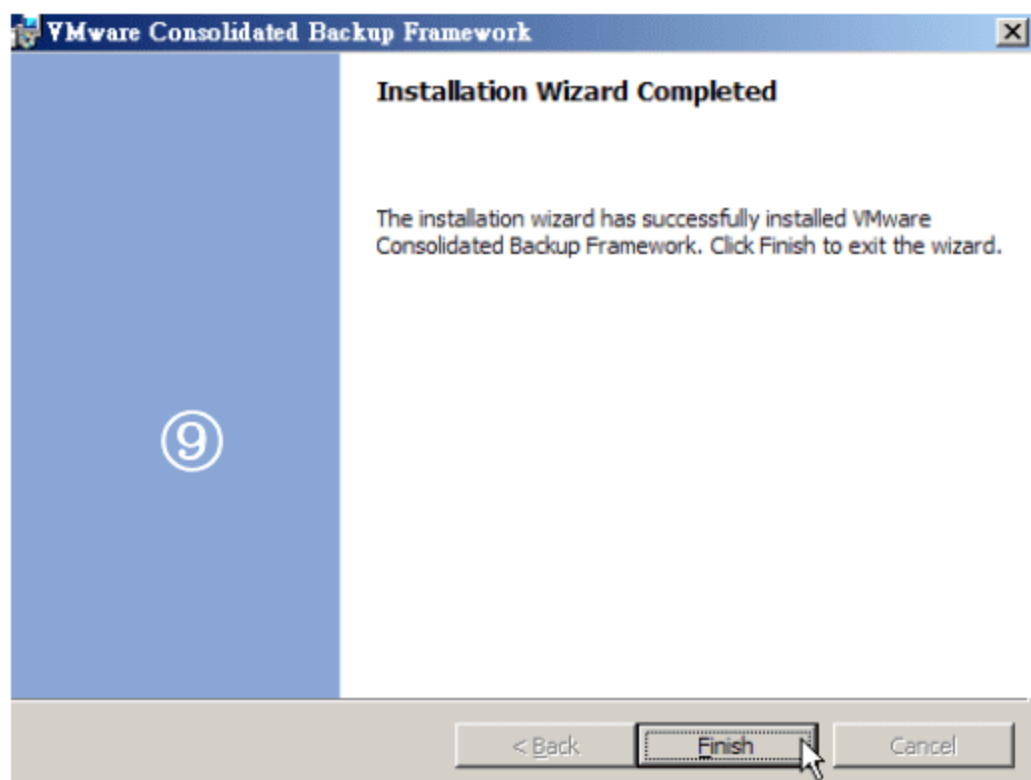 VMware Consolidated Backup Framework
Installation Wizard Completed
The installation wizard has successfully installed VMware
Consolidated Backup Framework. Click Finish to exit the wizard.
⑨
< Back
Finish
Cancel